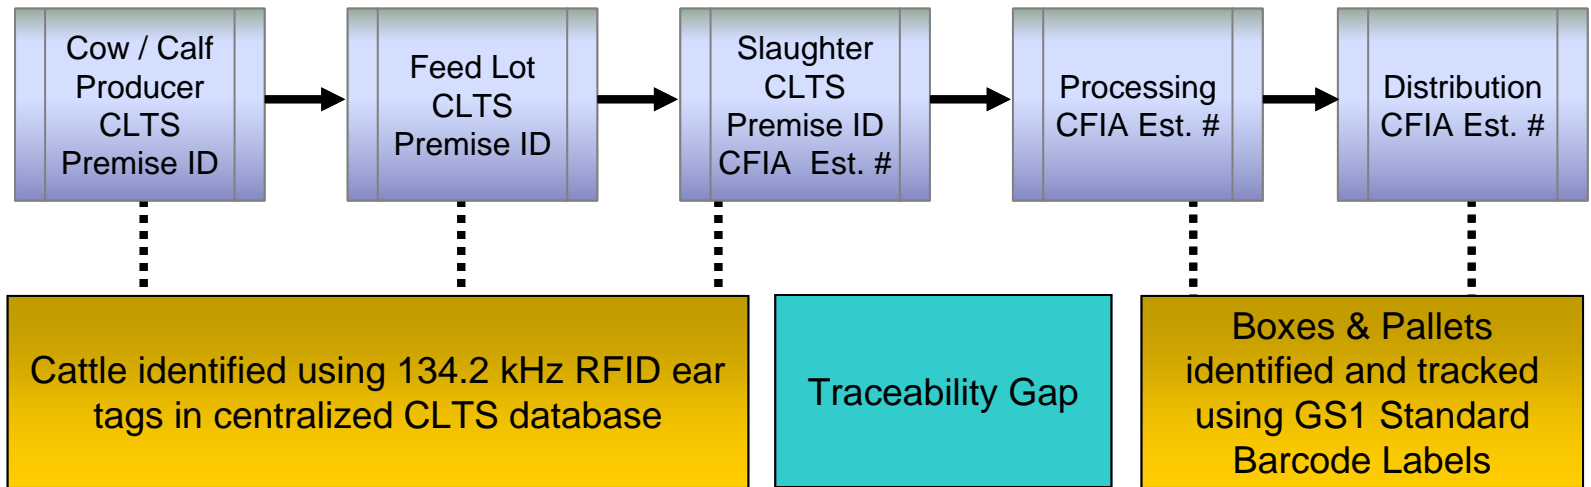 Cow / Calf
Producer
CLTS
Premise ID
Feed Lot
CLTS
Premise ID
Slaughter
CLTS
Premise ID
CFIA  Est. #
Processing
CFIA Est. #
Distribution
CFIA Est. #
Cattle identified using 134.2 kHz RFID ear
tags in centralized CLTS database
Traceability Gap
Boxes & Pallets
identified and tracked
using GS1 Standard
Barcode Labels